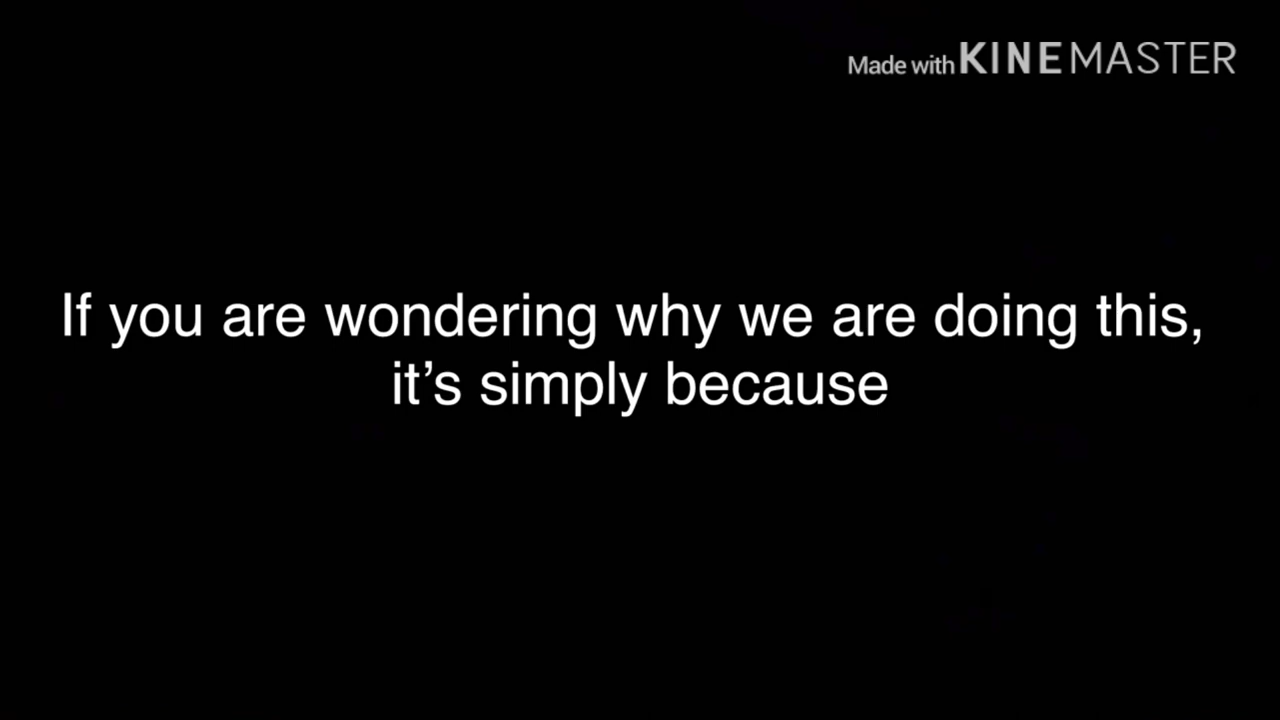 Made with KINEMASTER
If you are wondering why we are doing this,
it’s simply because